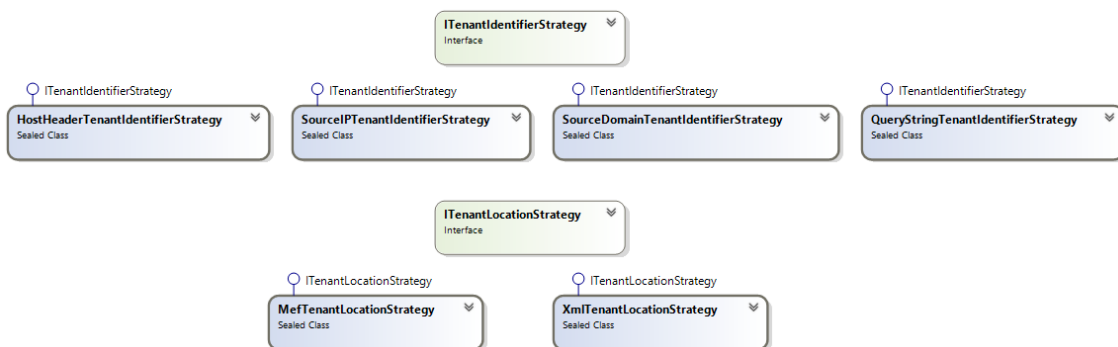 ITenantIdentifierStrategy
Interface
ITenantIdentifierStrategy
ITenantIdentifierStrategy
ITenantIdentifierStrategy
ITenantIdentifierStrategy
HostHeaderTenantIdentifierStrategy
Sealed Class
SourceIPTenantIdentifierStrategy
Sealed Class
SourceDomainTenantIdentifierStrategy
Sealed Class
QueryStringTenantIdentifierStrategy
Sealed Class
ITenantLocationStrategy
Interface
ITenantLocationStrategy
ITenantLocationStrategy
MefTenantLocationStrategy
Sealed Class
XmlTenantLocationStrategy
Sealed Class